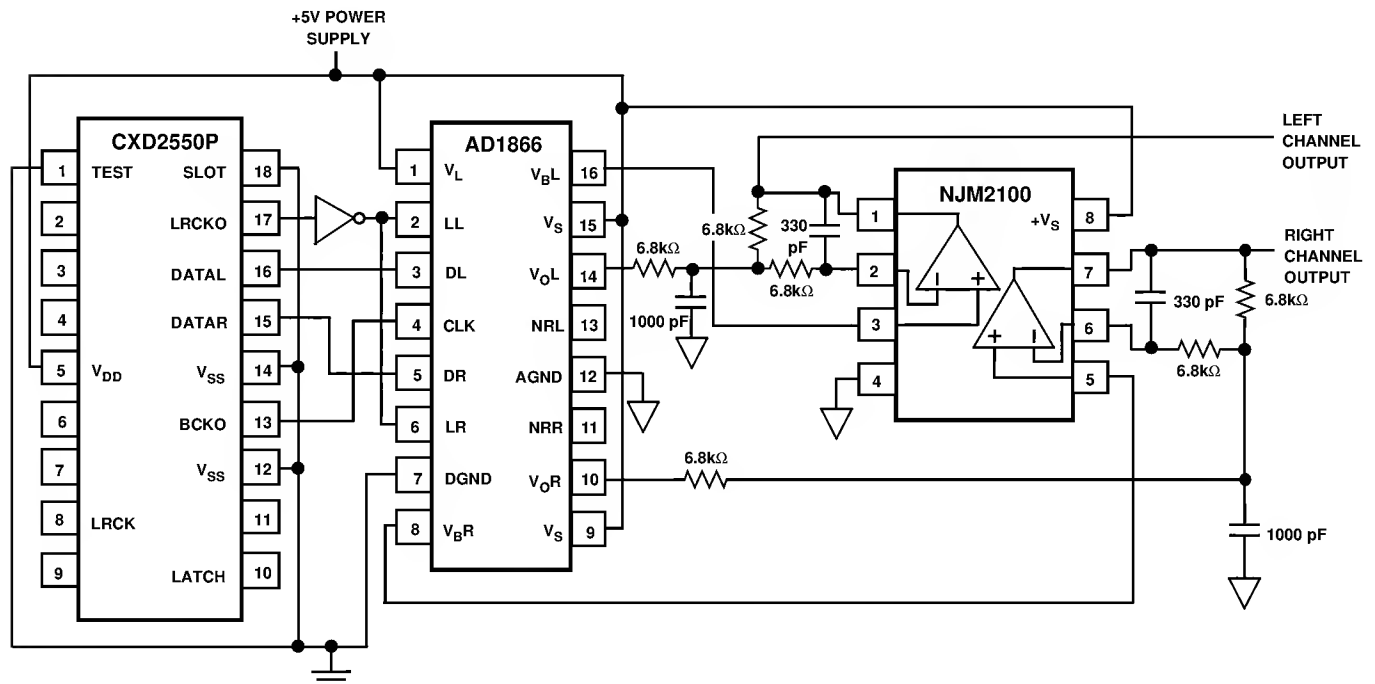 +5V POWER
SUPPLY
CXD2550P
1 TEST SLOT 18
2 LRCKO 17
3 DATAL 16
4 DATAR 15
5 VDD VSS 14
6 BCKO 13
7 VSS 12
8 LRCK 11
9 LATCH 10
AD1866
1 VL VBL 16
2 LL VS 15
3 DL VOL 14
4 CLK NRL 13
5 DR AGND 12
6 LR NRR 11
7 DGND VOR 10
8 VBR VS 9
6.8kΩ
1000 pF
6.8kΩ
330
pF
6.8kΩ
6.8kΩ
NJM2100
1 +VS 8
2 7
3 6
4 5
– +
+ –
LEFT
CHANNEL
OUTPUT
RIGHT
CHANNEL
OUTPUT
330 pF
6.8kΩ
6.8kΩ
1000 pF